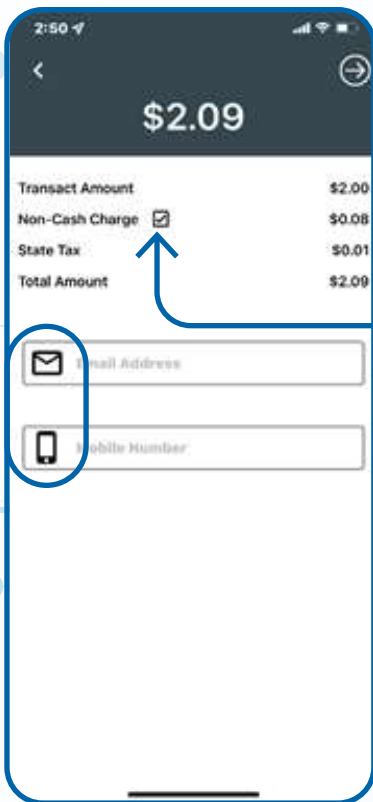 2:50
$2.09
Transact Amount $2.00
Non-Cash Charge $0.08
State Tax $0.01
Total Amount $2.09
Email Address
Mobile Number